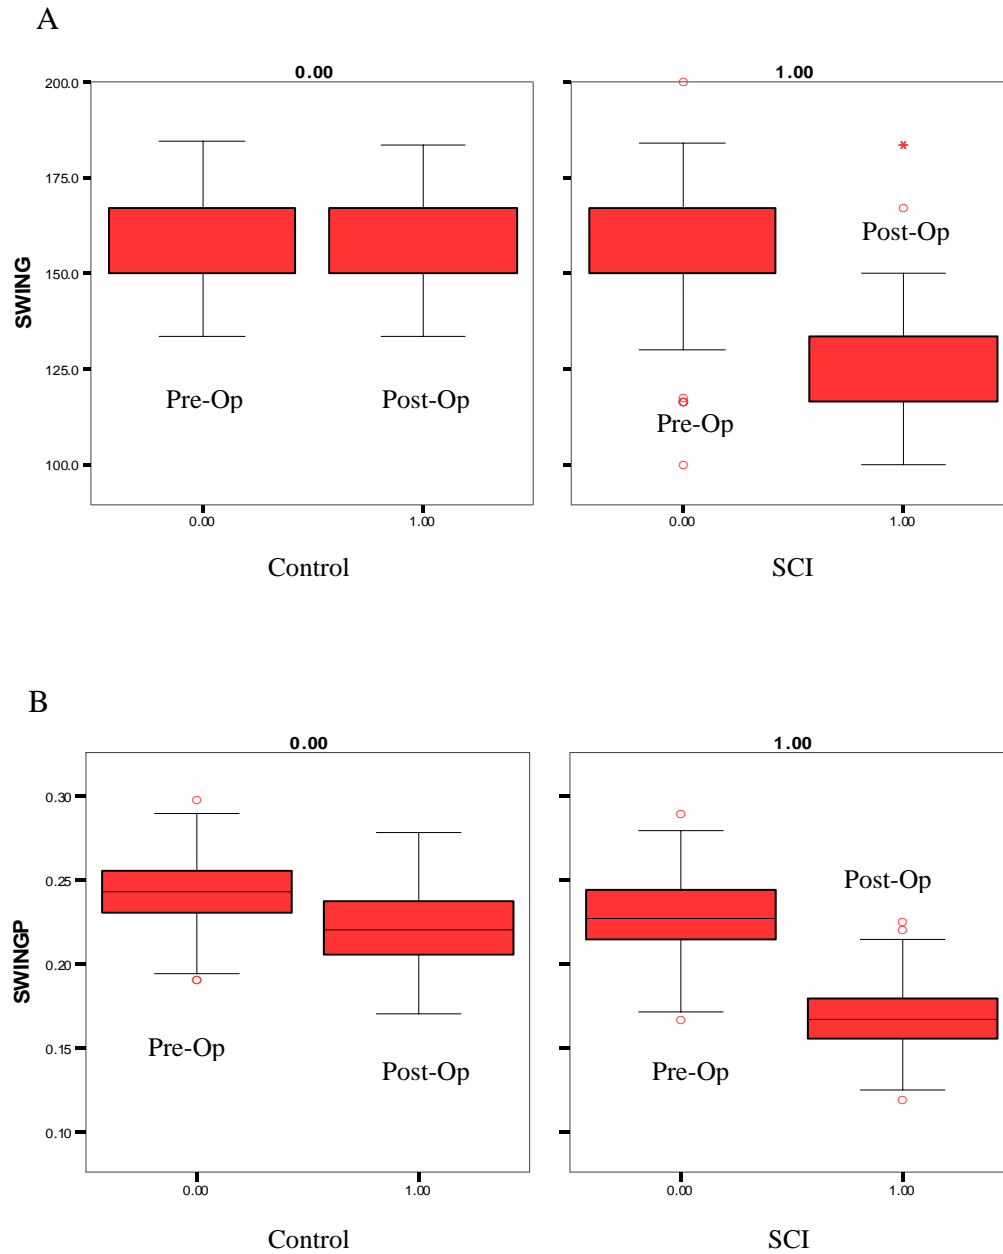 A
0.00 1.00
200.0
175.0
Post-Op
150.0
SWING
125.0
Pre-Op Post-Op
Pre-Op
100.0
0.00 1.00 0.00 1.00
Control SCI
B
0.00 1.00
0.30
0.25
Post-Op
0.20
SWINGP
0.15
Pre-Op Post-Op Pre-Op
0.10
0.00 1.00 0.00 1.00
Control SCI